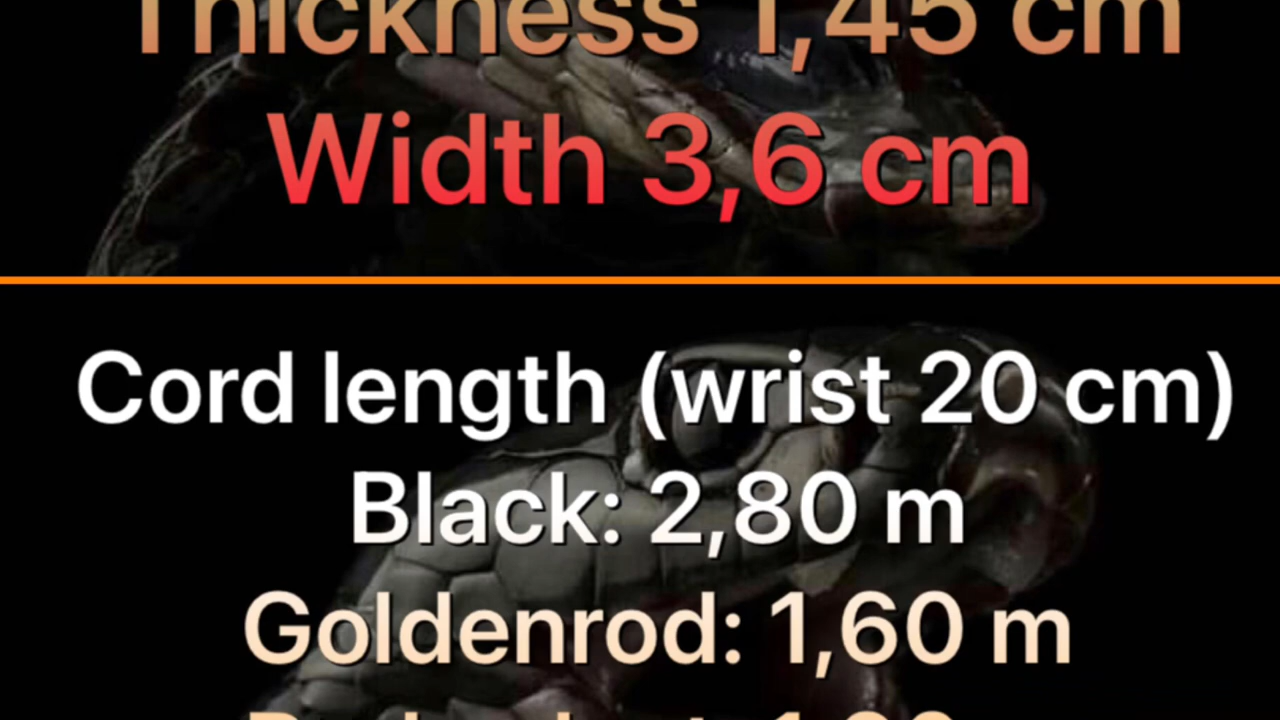 Thickness 1,45 cm
Width 3,6 cm
Cord length (wrist 20 cm)
Black: 2,80 m
Goldenrod: 1,60 m